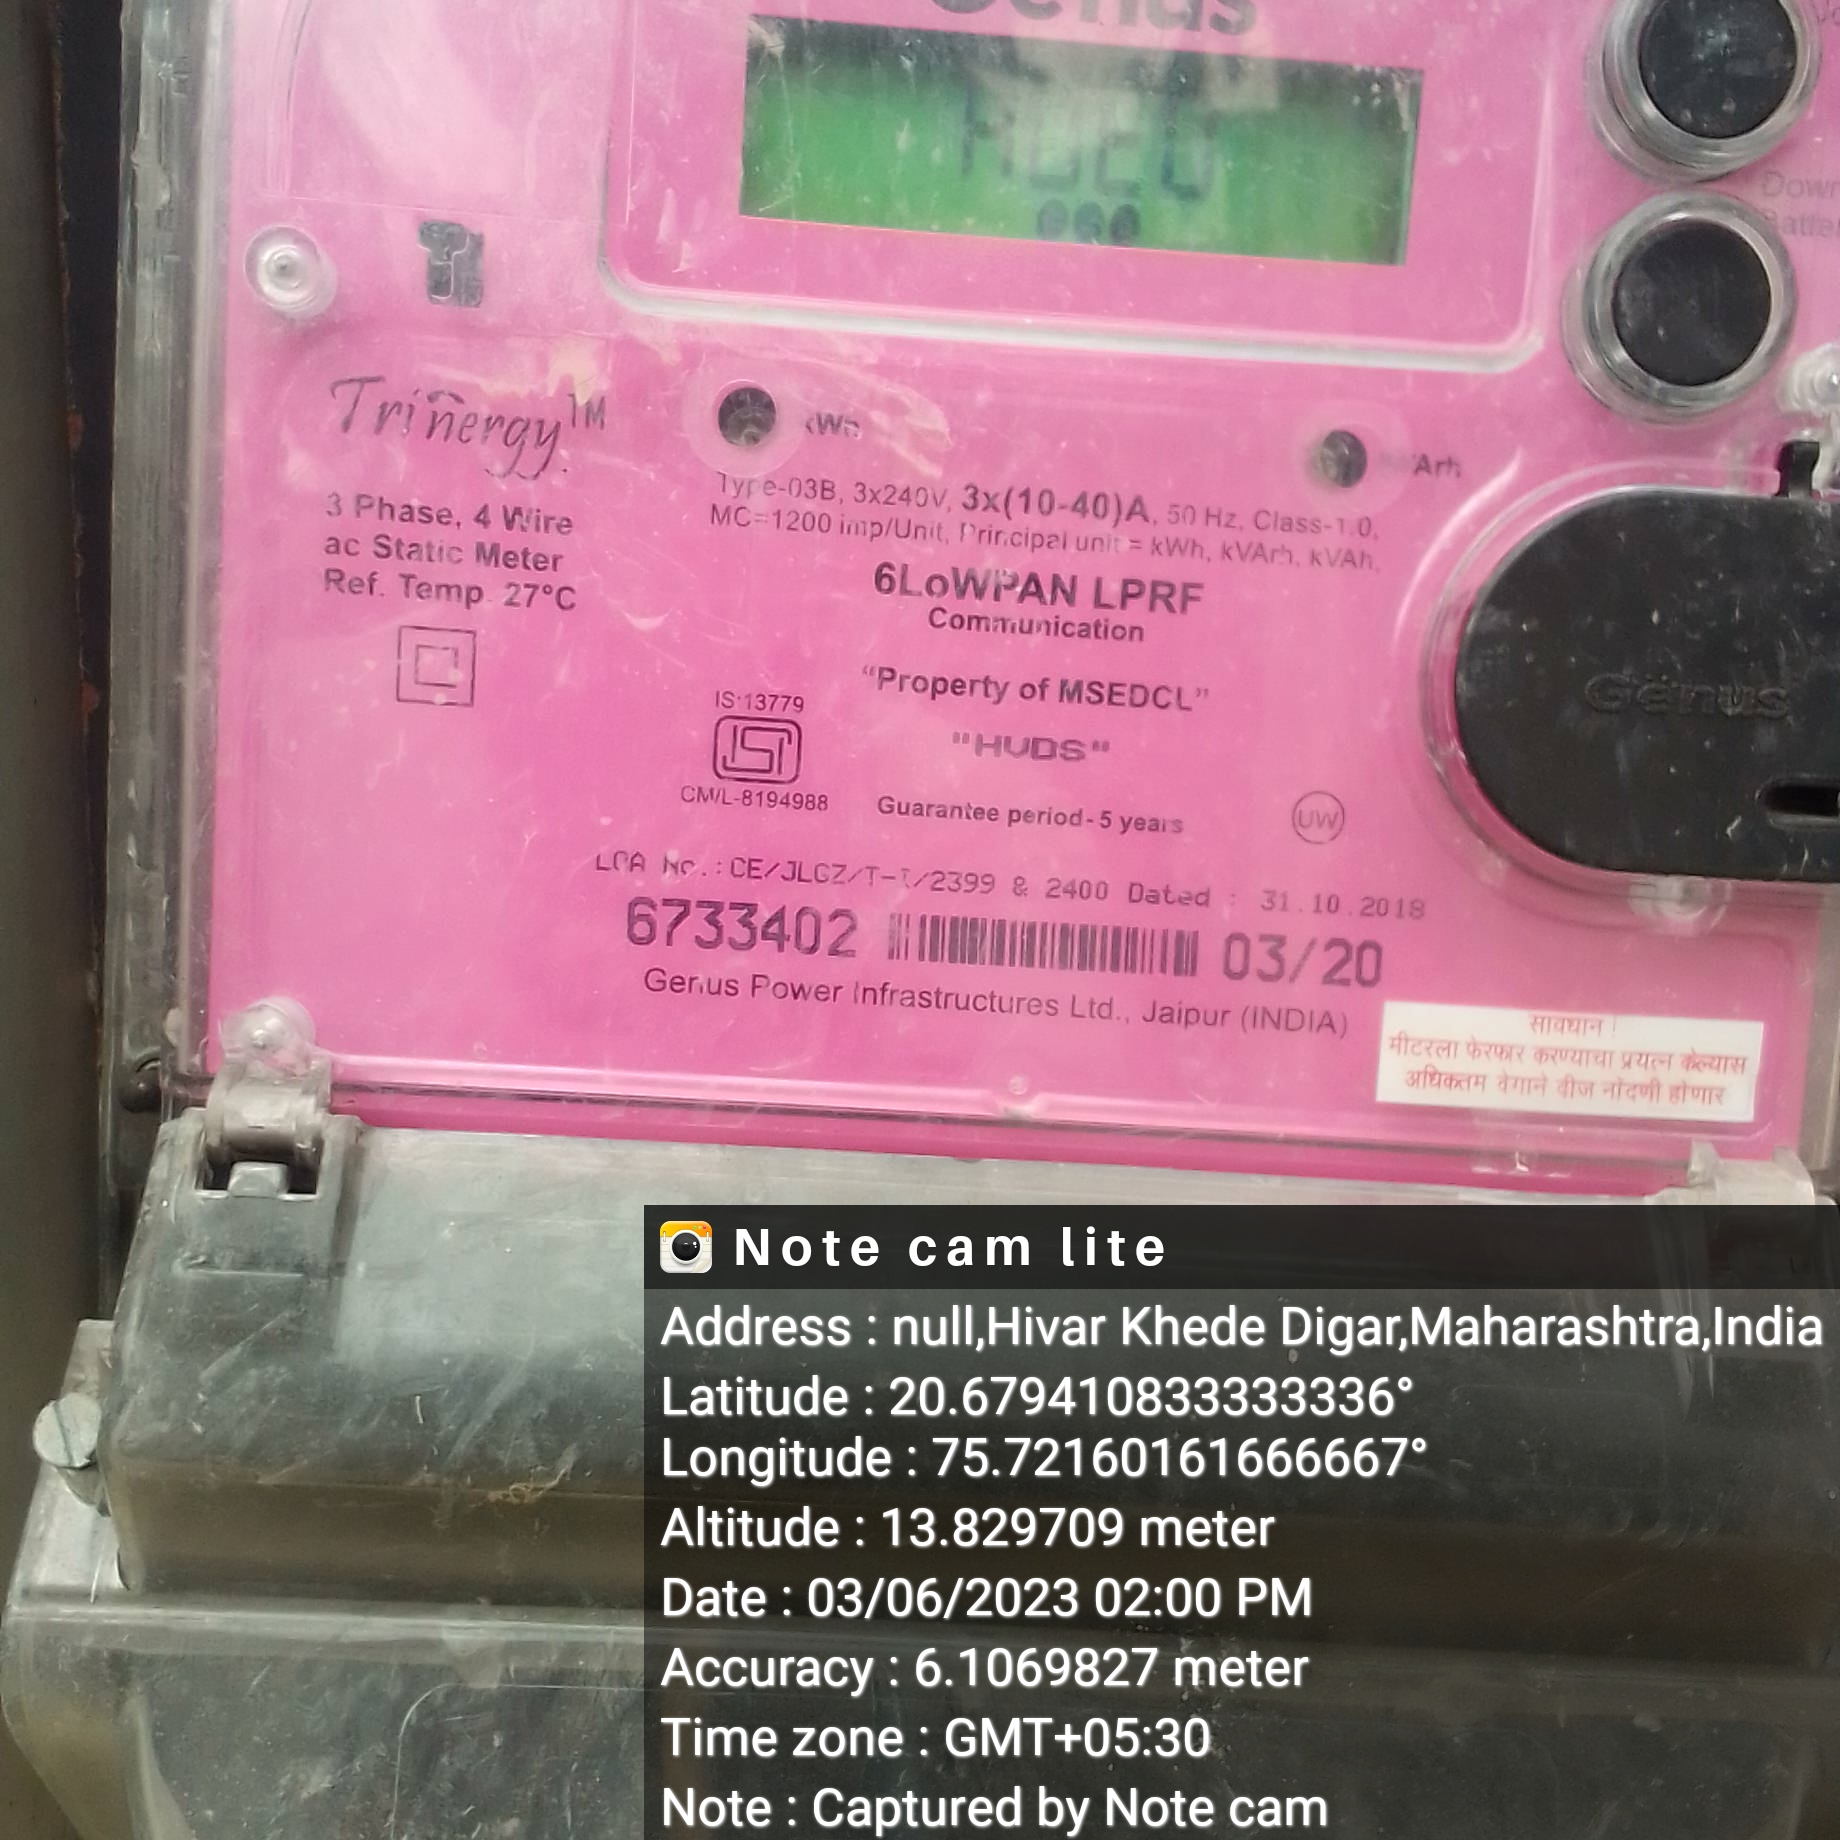 Genus
Down
Trinergy™
kWh
3 Phase, 4 Wire
ac Static Meter
Ref. Temp. 27°C
Type-03B, 3x240V, 3x(10-40)A, 50 Hz, Class-1.0,
MC=1200 imp/Unit, Principal unit = kWh, kVArh, kVAh,
6LoWPAN LPRF
Communication
"Property of MSEDCL"
"HVDS"
Genus
IS:13779
ISI
CM/L-8194988
Guarantee period - 5 years
UW
LOA No.: CE/JLGZ/T-I/2399 & 2400 Dated : 31.10.2018
6733402 03/20
Genus Power Infrastructures Ltd., Jaipur (INDIA)
सावधान !
मीटरला फेरफार करण्याचा प्रयत्न केल्यास
अधिकतम वेगाने वीज नोंदणी होणार
Note cam lite
Address : null,Hivar Khede Digar,Maharashtra,India
Latitude : 20.679410833333336°
Longitude : 75.72160161666667°
Altitude : 13.829709 meter
Date : 03/06/2023 02:00 PM
Accuracy : 6.1069827 meter
Time zone : GMT+05:30
Note : Captured by Note cam